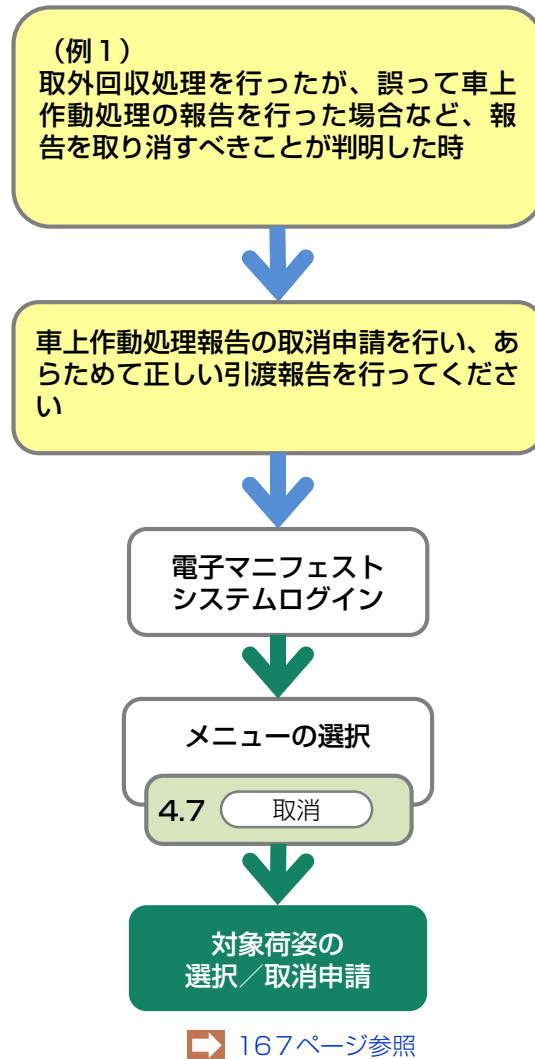 （例１）
取外回収処理を行ったが、誤って車上
作動処理の報告を行った場合など、報
告を取り消すべきことが判明した時
車上作動処理報告の取消申請を行い、あ
らためて正しい引渡報告を行ってくださ
い
電子マニフェスト
システムログイン
メニューの選択
4.7 取消
対象荷姿の
選択／取消申請
１６７ページ参照